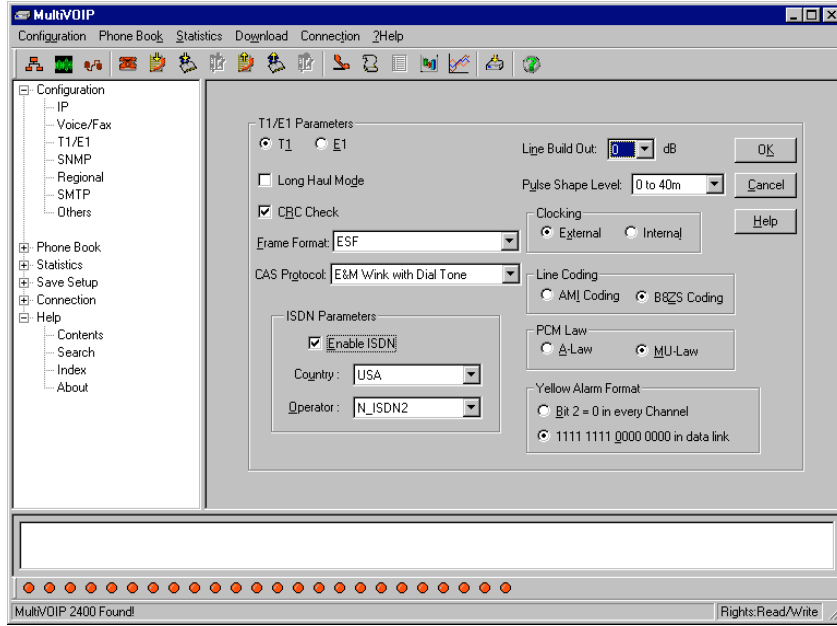 MultiVOIP
Configuration Phone Book Statistics Download Connection ?Help
Configuration
IP
Voice/Fax
T1/E1
SNMP
Regional
SMTP
Others
Phone Book
Statistics
Save Setup
Connection
Help
Contents
Search
Index
About
T1/E1 Parameters
T1 E1
Long Haul Mode
CRC Check
Frame Format: ESF
CAS Protocol: E&M Wink with Dial Tone
ISDN Parameters
Enable ISDN
Country : USA
Operator : N_ISDN2
Line Build Out: 0 dB
Pulse Shape Level: 0 to 40m
Clocking
External Internal
Line Coding
AMI Coding B8ZS Coding
PCM Law
A-Law MU-Law
Yellow Alarm Format
Bit 2 = 0 in every Channel
1111 1111 0000 0000 in data link
OK
Cancel
Help
MultiVOIP 2400 Found!
Rights:Read/Write